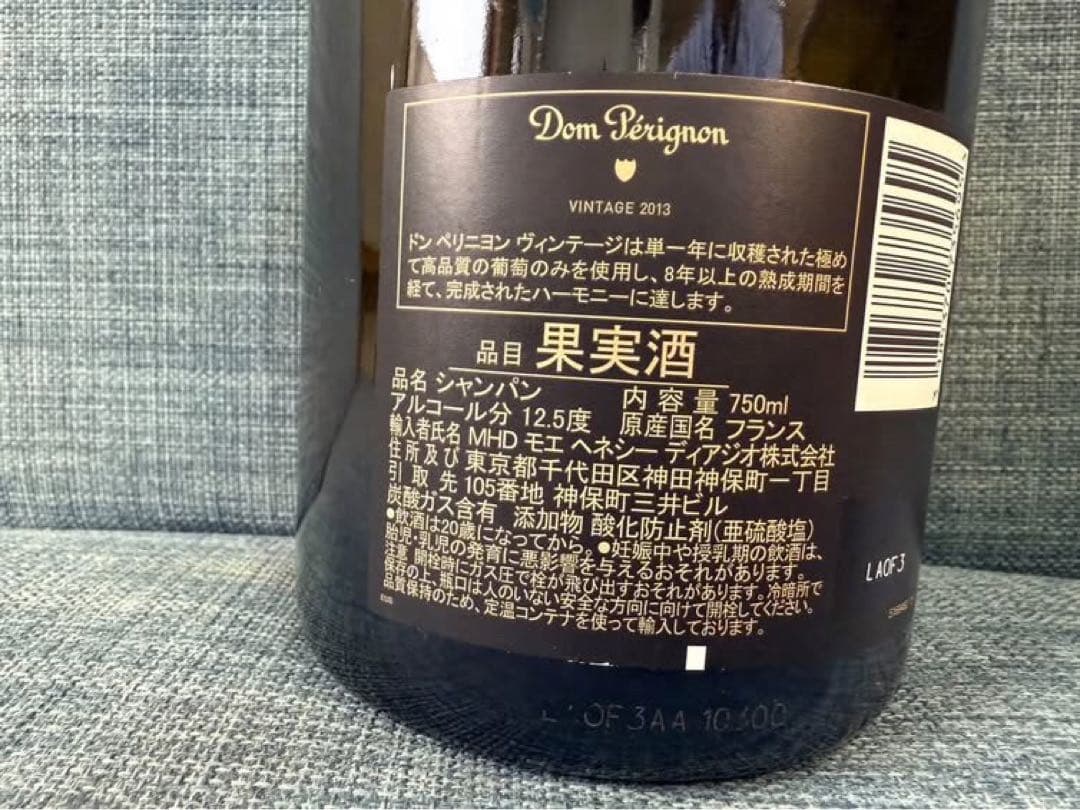 Dom Pérignon
VINTAGE 2013
ドン ペリニヨン ヴィンテージは単一年に収穫された極め
て高品質の葡萄のみを使用し、8年以上の熟成期間を
経て、完成されたハーモニーに達します。
品目 果実酒
品名 シャンパン 内容量 750ml
アルコール分 12.5度 原産国名 フランス
輸入者氏名 MHD モエ ヘネシー ディアジオ株式会社
住所及び 東京都千代田区神田神保町一丁目
引取先 105番地 神保町三井ビル
炭酸ガス含有 添加物 酸化防止剤(亜硫酸塩)
●飲酒は20歳になってから。●妊娠中や授乳期の飲酒は、
胎児・乳児の発育に悪影響を与えるおそれがあります。
注意 開栓時にガス圧で栓が飛び出すおそれがあります。冷暗所で
保存の上、瓶口は人のいない安全な方向に向けて開栓してください。
品質保持のため、定温コンテナを使って輸入しております。
LAOF3